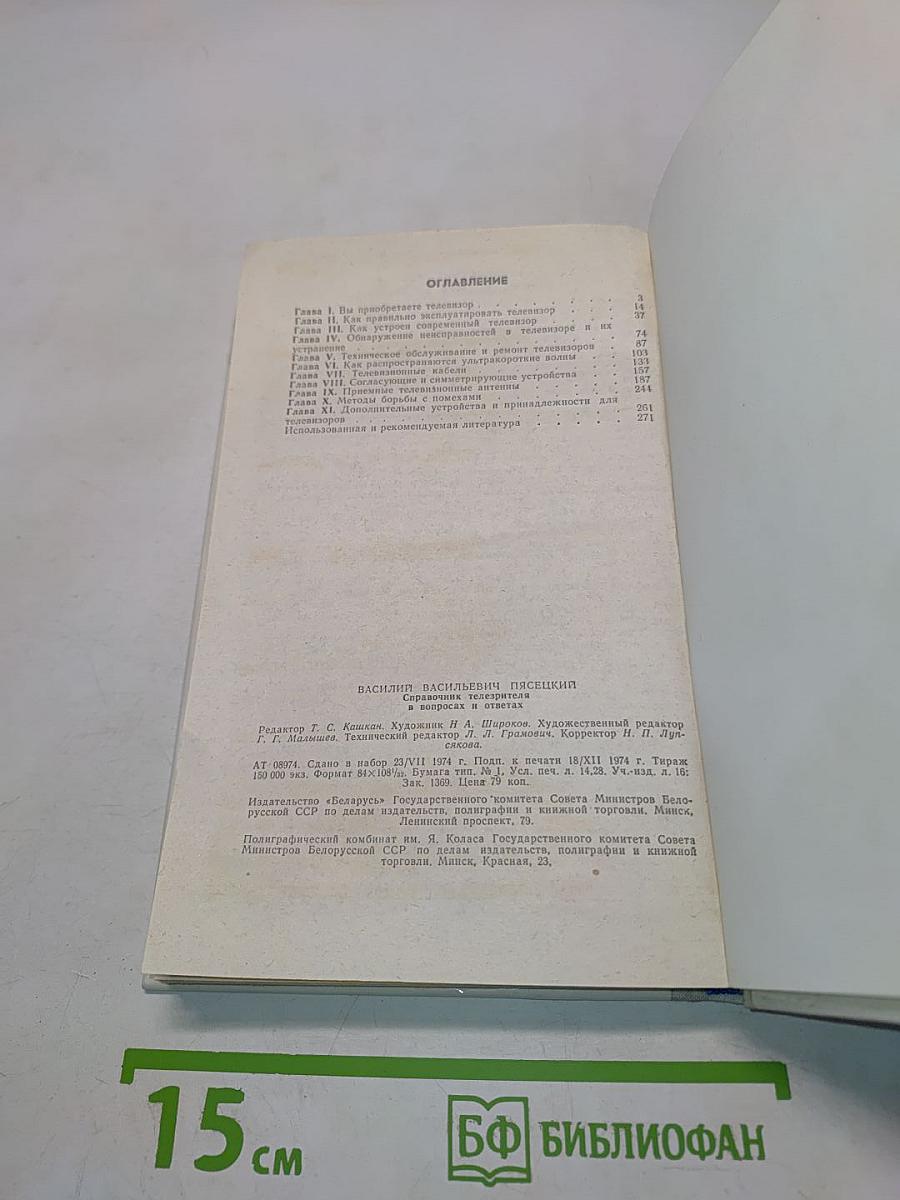 ОГЛАВЛЕНИЕ
Глава I. Вы приобретаете телевизор . . . . . . . 3
Глава II. Как правильно эксплуатировать телевизор . . . 14
Глава III. Как устроен современный телевизор . . . . 37
Глава IV. Обнаружение неисправностей в телевизоре и их
устранение . . . . . . . . . . . . 74
Глава V. Техническое обслуживание и ремонт телевизоров . 87
Глава VI. Как распространяются ультракороткие волны . . 103
Глава VII. Телевизионные кабели . . . . . . . 133
Глава VIII. Согласующие и симметрирующие устройства . . . 157
Глава IX. Приемные телевизионные антенны . . . . . 187
Глава X. Методы борьбы с помехами . . . . . . 244
Глава XI. Дополнительные устройства и принадлежности для
телевизоров . . . . . . . . . . . . 261
Использованная и рекомендуемая литература . . . . . 271
ВАСИЛИЙ ВАСИЛЬЕВИЧ ПЯСЕЦКИЙ
Справочник телезрителя
в вопросах и ответах
Редактор Т. С. Кашкан. Художник Н А. Широков. Художественный редактор
Г. Г. Малышев. Технический редактор Л. Л. Грамович. Корректор Н. П. Луп-
сякова.
АТ 08974. Сдано в набор 23/VII 1974 г. Подп. к печати 18/XII 1974 г. Тираж
150 000 экз. Формат 84×108¹/₃₂. Бумага тип. № 1. Усл. печ. л. 14,28. Уч.-изд. л. 16;
Зак. 1369. Цена 79 коп.
Издательство «Беларусь» Государственного комитета Совета Министров Бело-
русской ССР по делам издательств, полиграфии и книжной торговли. Минск,
Ленинский проспект, 79.
Полиграфический комбинат им. Я. Коласа Государственного комитета Совета
Министров Белорусской ССР по делам издательств, полиграфии и книжной
торговли. Минск, Красная, 23.
15 см
БФ БИБЛИОФАН